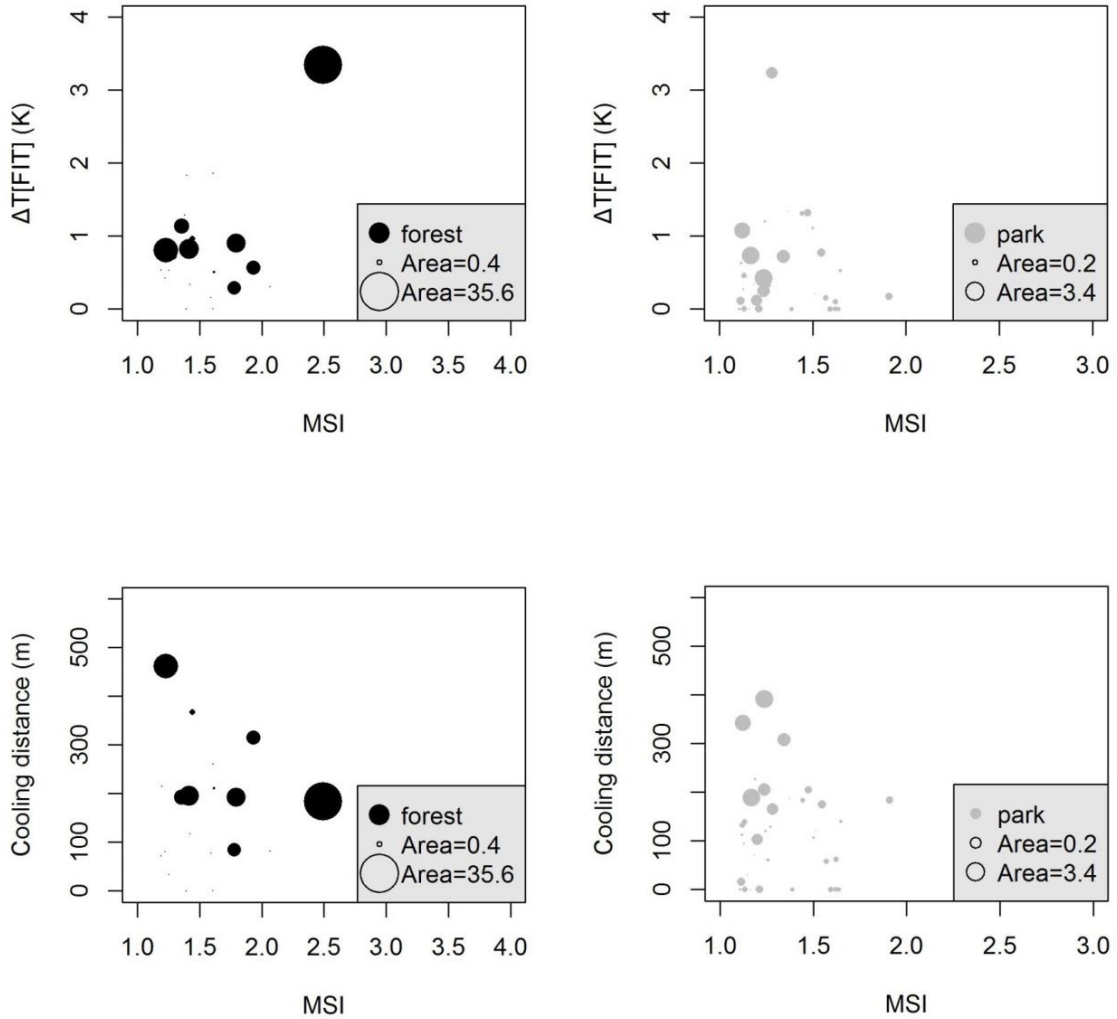 ΔT[FIT] (K)
4
3
2
1
0
forest
Area=0.4
Area=35.6
1.0 1.5 2.0 2.5 3.0 3.5 4.0
MSI
ΔT[FIT] (K)
4
3
2
1
0
park
Area=0.2
Area=3.4
1.0 1.5 2.0 2.5 3.0
MSI
Cooling distance (m)
500
300
100
0
forest
Area=0.4
Area=35.6
1.0 1.5 2.0 2.5 3.0 3.5 4.0
MSI
Cooling distance (m)
500
300
100
0
park
Area=0.2
Area=3.4
1.0 1.5 2.0 2.5 3.0
MSI